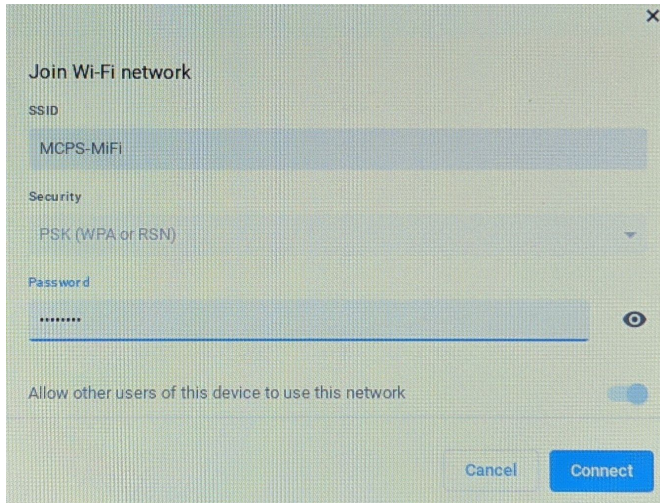 Join Wi-Fi network
SSID
MCPS-MiFi
Security
PSK (WPA or RSN)
Password
••••••••
Allow other users of this device to use this network
Cancel Connect